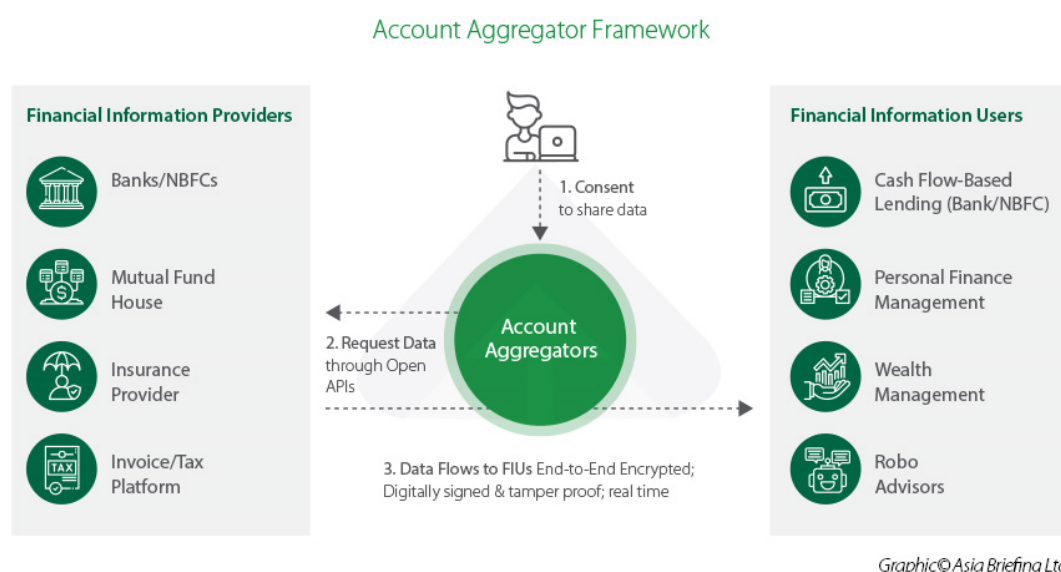 Account Aggregator Framework
Financial Information Providers
Banks/NBFCs
Mutual Fund
House
Insurance
Provider
Invoice/Tax
Platform
TAX
1. Consent
to share data
Account
Aggregators
2. Request Data
through Open
APIs
3. Data Flows to FIUs End-to-End Encrypted;
Digitally signed & tamper proof; real time
Financial Information Users
Cash Flow-Based
Lending (Bank/NBFC)
Personal Finance
Management
Wealth
Management
Robo
Advisors
Graphic© Asia Briefing Ltd